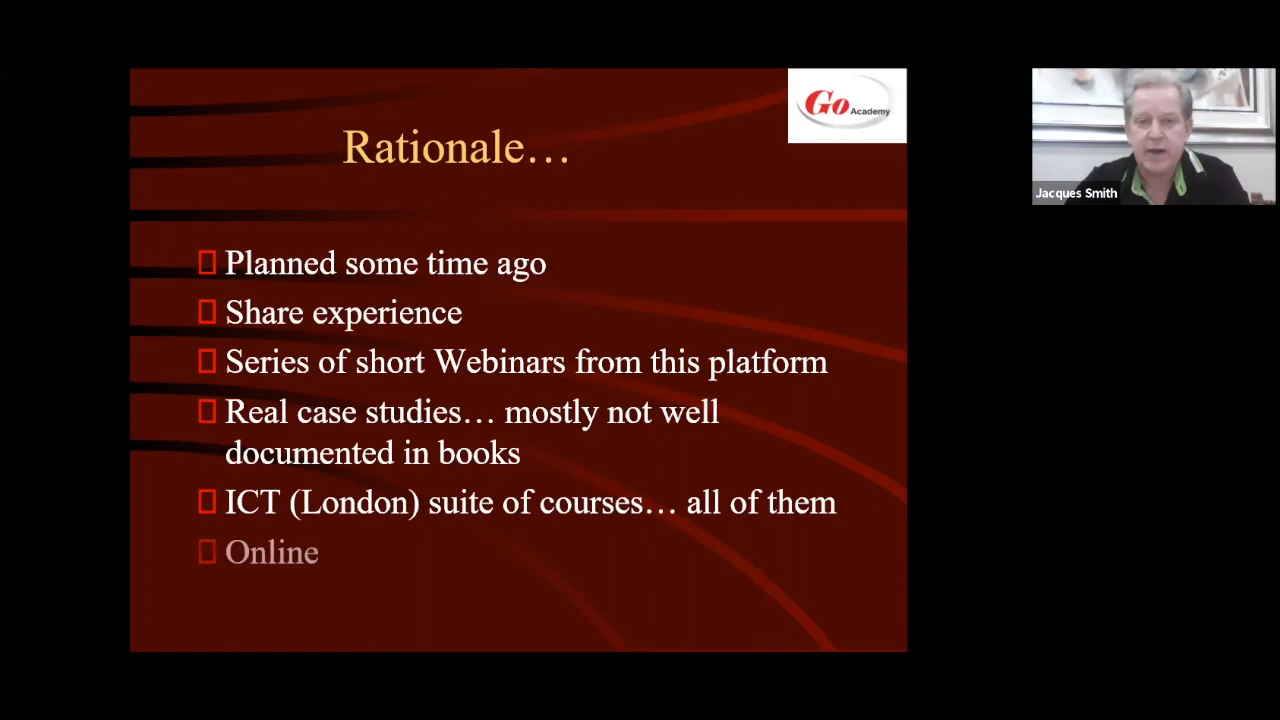 Go Academy
Rationale…
Planned some time ago
Share experience
Series of short Webinars from this platform
Real case studies… mostly not well
documented in books
ICT (London) suite of courses… all of them
Online
Jacques Smith